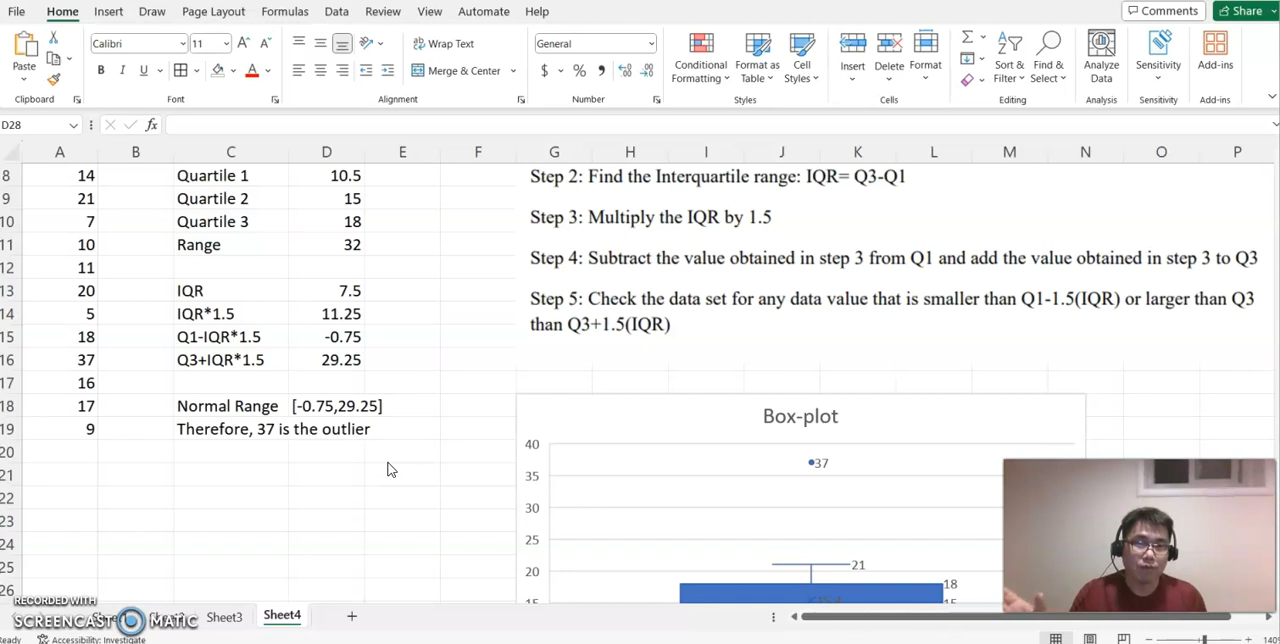 File Home Insert Draw Page Layout Formulas Data Review View Automate Help Comments Share
Calibri 11 Wrap Text General
Paste B I U Merge & Center $ % 9 Conditional Formatting Format as Table Cell Styles Insert Delete Format Sort & Filter Find & Select Analyze Data Sensitivity Add-ins
Clipboard Font Alignment Number Styles Cells Editing Analysis Sensitivity Add-ins
D28 fx
A B C D E F G H I J K L M N O P
8 14 Quartile 1 10.5
9 21 Quartile 2 15
10 7 Quartile 3 18
11 10 Range 32
12 11
13 20 IQR 7.5
14 5 IQR*1.5 11.25
15 18 Q1-IQR*1.5 -0.75
16 37 Q3+IQR*1.5 29.25
17 16
18 17 Normal Range [-0.75,29.25]
19 9 Therefore, 37 is the outlier
20
21
22
23
24
25
26
Step 2: Find the Interquartile range: IQR= Q3-Q1
Step 3: Multiply the IQR by 1.5
Step 4: Subtract the value obtained in step 3 from Q1 and add the value obtained in step 3 to Q3
Step 5: Check the data set for any data value that is smaller than Q1-1.5(IQR) or larger than Q3
than Q3+1.5(IQR)
Box-plot
40
37
35
30
25
21
20
18
15
RECORDED WITH
SCREENCAST MATIC
Sheet3 Sheet4 +
Ready Accessibility: Investigate